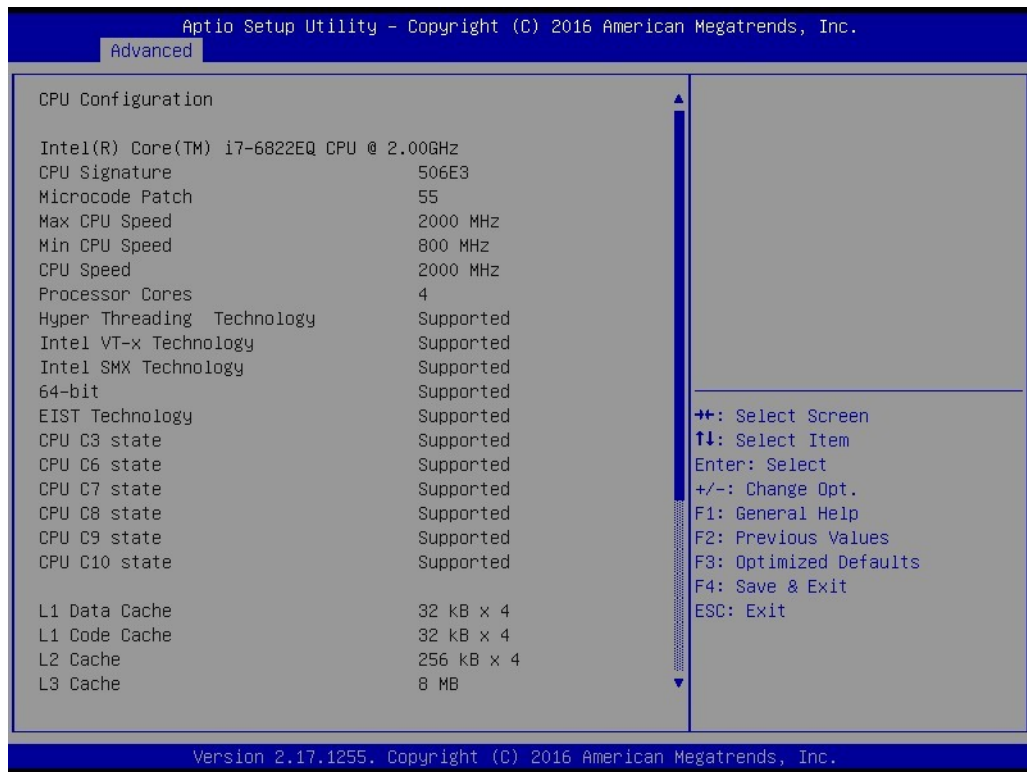 Aptio Setup Utility - Copyright (C) 2016 American Megatrends, Inc.
Advanced
CPU Configuration
Intel(R) Core(TM) i7-6822EQ CPU @ 2.00GHz
CPU Signature 506E3
Microcode Patch 55
Max CPU Speed 2000 MHz
Min CPU Speed 800 MHz
CPU Speed 2000 MHz
Processor Cores 4
Hyper Threading Technology Supported
Intel VT-x Technology Supported
Intel SMX Technology Supported
64-bit Supported
EIST Technology Supported
CPU C3 state Supported
CPU C6 state Supported
CPU C7 state Supported
CPU C8 state Supported
CPU C9 state Supported
CPU C10 state Supported
L1 Data Cache 32 kB x 4
L1 Code Cache 32 kB x 4
L2 Cache 256 kB x 4
L3 Cache 8 MB
→←: Select Screen
↑↓: Select Item
Enter: Select
+/-: Change Opt.
F1: General Help
F2: Previous Values
F3: Optimized Defaults
F4: Save & Exit
ESC: Exit
Version 2.17.1255. Copyright (C) 2016 American Megatrends, Inc.